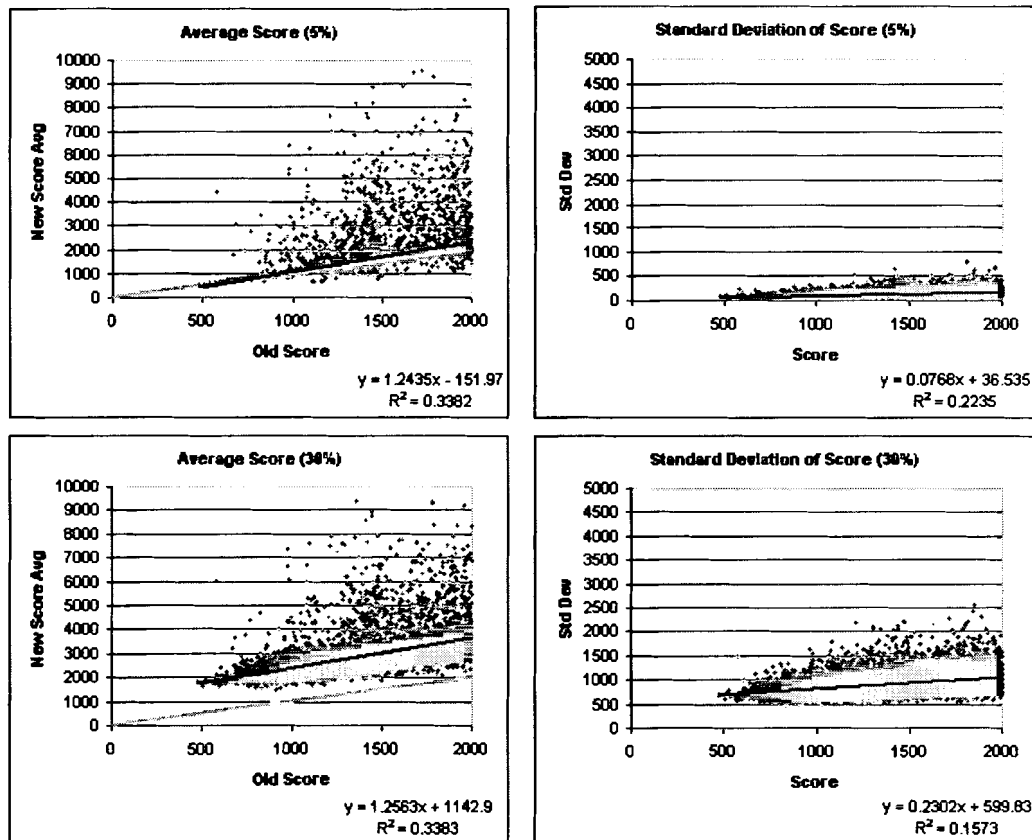 Average Score (5%)
10000
9000
8000
7000
6000
5000
4000
3000
2000
1000
0
New Score Avg
0 500 1000 1500 2000
Old Score
y = 1.2435x - 151.97
R² = 0.3382
Standard Deviation of Score (5%)
5000
4500
4000
3500
3000
2500
2000
1500
1000
500
0
Std Dev
0 500 1000 1500 2000
Score
y = 0.0768x + 36.535
R² = 0.2235
Average Score (30%)
10000
9000
8000
7000
6000
5000
4000
3000
2000
1000
0
New Score Avg
0 500 1000 1500 2000
Old Score
y = 1.2563x + 1142.9
R² = 0.3383
Standard Deviation of Score (30%)
5000
4500
4000
3500
3000
2500
2000
1500
1000
500
0
Std Dev
0 500 1000 1500 2000
Score
y = 0.2302x + 599.83
R² = 0.1573